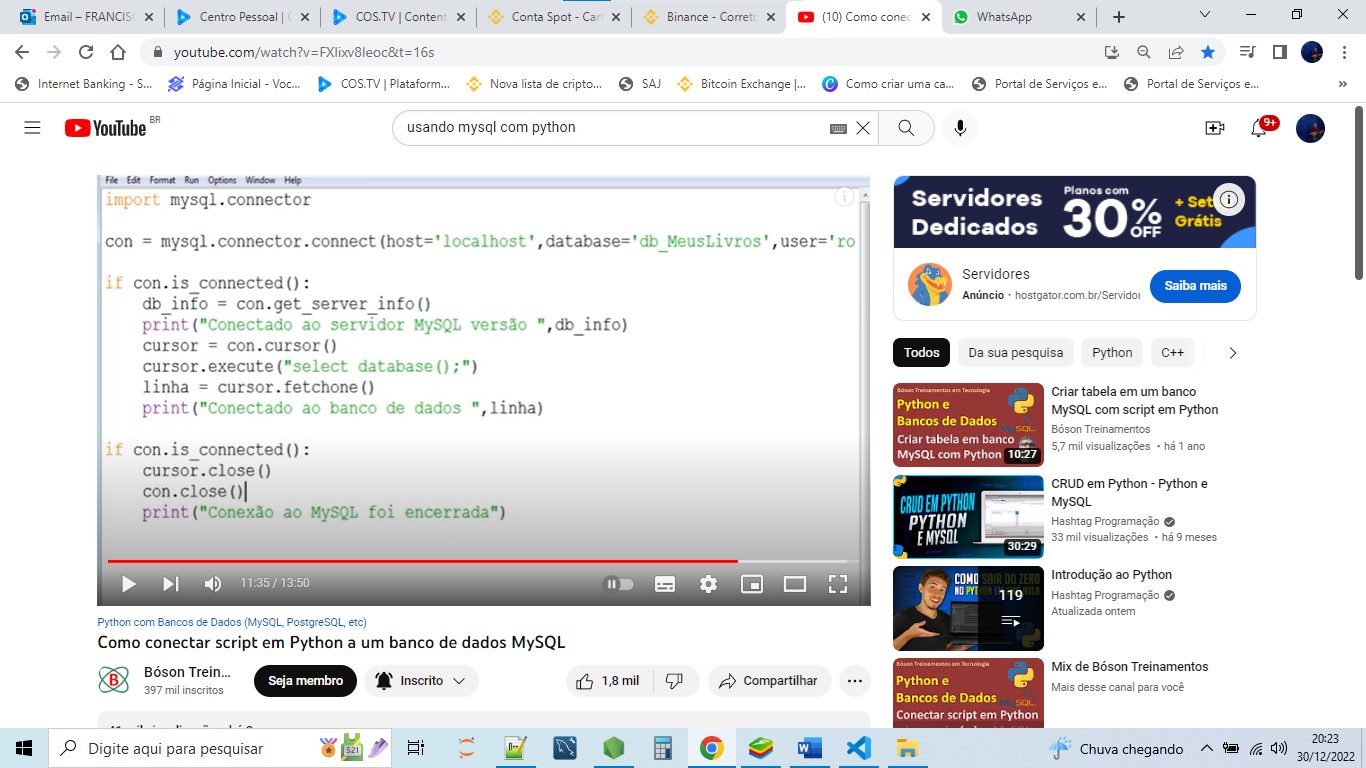 Email – FRANCISC
Centro Pessoal | C
COS.TV | Content
Conta Spot - Cart
Binance - Correto
(10) Como conec
WhatsApp
youtube.com/watch?v=FXIixv8Ieoc&t=16s
Internet Banking - S...
Página Inicial - Voc...
COS.TV | Plataform...
Nova lista de cripto...
SAJ
Bitcoin Exchange |...
Como criar uma ca...
Portal de Serviços e...
Portal de Serviços e...
YouTube BR
usando mysql com python
9+
File Edit Format Run Options Window Help
import mysql.connector
con = mysql.connector.connect(host='localhost',database='db_MeusLivros',user='ro
if con.is_connected():
db_info = con.get_server_info()
print("Conectado ao servidor MySQL versão ",db_info)
cursor = con.cursor()
cursor.execute("select database();")
linha = cursor.fetchone()
print("Conectado ao banco de dados ",linha)
if con.is_connected():
cursor.close()
con.close()
print("Conexão ao MySQL foi encerrada")
11:35 / 13:50
Python com Bancos de Dados (MySQL, PostgreSQL, etc)
Como conectar script em Python a um banco de dados MySQL
B
Bóson Trein...
397 mil inscritos
Seja membro
Inscrito
1,8 mil
Compartilhar
Servidores
Dedicados
Planos com
30% OFF
+ Set
Grátis
Servidores
Anúncio · hostgator.com.br/Servidor
Saiba mais
Todos
Da sua pesquisa
Python
C++
Bóson Treinamentos em Tecnologia
Python e
Bancos de Dados
MySQL
Criar tabela em banco
MySQL com Python
10:27
Criar tabela em um banco
MySQL com script em Python
Bóson Treinamentos
5,7 mil visualizações • há 1 ano
CRUD EM PYTHON
PYTHON
E MYSQL
30:29
CRUD em Python - Python e
MySQL
Hashtag Programação
33 mil visualizações • há 9 meses
COMO SAIR DO ZERO
NO PYTHON EM UMA AULA
119
Introdução ao Python
Hashtag Programação
Atualizada ontem
Bóson Treinamentos em Tecnologia
Python e
Bancos de Dados
MySQL
Conectar script em Python
Mix de Bóson Treinamentos
Mais desse canal para você
Digite aqui para pesquisar
521
Chuva chegando
20:23
30/12/2022